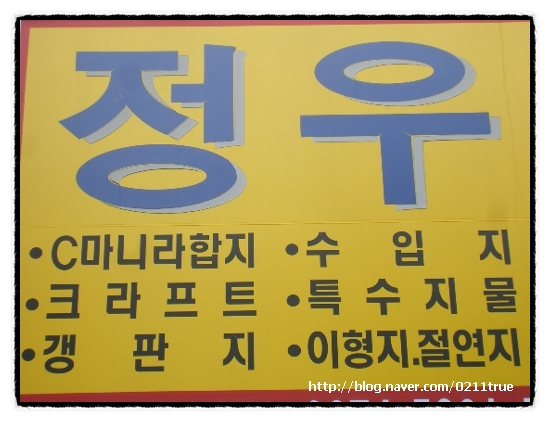 정우
•C마니라합지 •수입지
•크라프트 •특수지물
•갱판지 •이형지.절연지
http://blog.naver.com/0211true